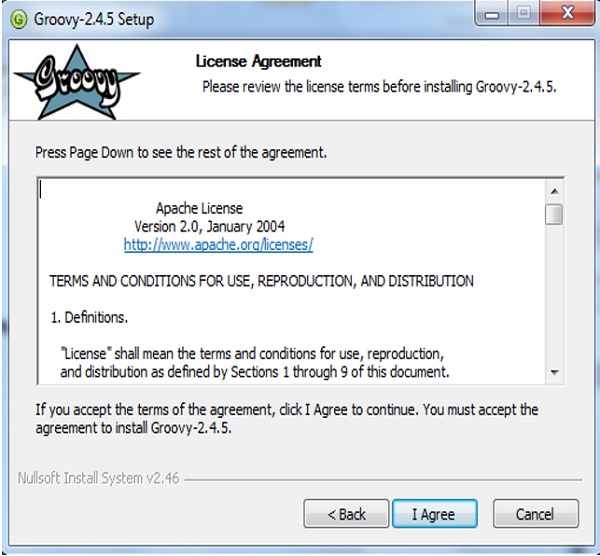 Groovy-2.4.5 Setup
Groovy
License Agreement
Please review the license terms before installing Groovy-2.4.5.
Press Page Down to see the rest of the agreement.
Apache License
Version 2.0, January 2004
http://www.apache.org/licenses/
TERMS AND CONDITIONS FOR USE, REPRODUCTION, AND DISTRIBUTION
1. Definitions.
"License" shall mean the terms and conditions for use, reproduction,
and distribution as defined by Sections 1 through 9 of this document.
If you accept the terms of the agreement, click I Agree to continue. You must accept the
agreement to install Groovy-2.4.5.
Nullsoft Install System v2.46
< Back
I Agree
Cancel